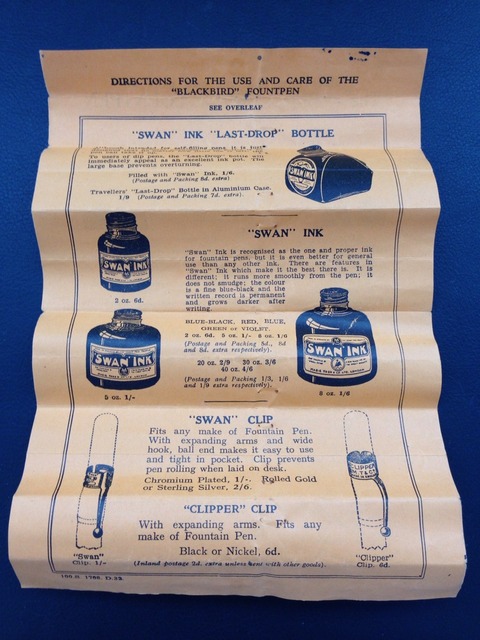 DIRECTIONS FOR THE USE AND CARE OF THE
"BLACKBIRD" FOUNTPEN
SEE OVERLEAF
"SWAN" INK "LAST-DROP" BOTTLE
Although intended for self-filling pens, it is just
To users of dip pens, the "Last-Drop" bottle will
immediately appeal as an excellent ink pot. The
large base prevents overturning.
Filled with "Swan" Ink, 1/6.
(Postage and Packing 8d. extra)
Travellers' "Last-Drop" Bottle in Aluminium Case.
1/9 (Postage and Packing 7d. extra).
SWAN INK
"SWAN" INK
"Swan" Ink is recognised as the one and proper ink
for fountain pens, but it is even better for general
use than any other ink. There are features in
"Swan" Ink which make it the best there is. It is
different; it runs more smoothly from the pen; it
does not smudge; the colour
is a fine blue-black and the
written record is permanent
and grows darker after
writing.
"SWAN INK"
2 oz. 6d.
BLUE-BLACK, RED, BLUE,
GREEN or VIOLET.
2 oz. 6d. 5 oz. 1/- 8 oz. 1/6
(Postage and Packing 5d., 8d
and 8d. extra respectively).
20 oz. 2/9 30 oz. 3/6
40 oz. 4/6
(Postage and Packing 1/3, 1/6
and 1/9 extra respectively).
"SWAN INK"
5 oz. 1/-
"SWAN INK"
8 oz. 1/6
"SWAN" CLIP
Fits any make of Fountain Pen.
With expanding arms and wide
hook, ball end makes it easy to use
and tight in pocket. Clip prevents
pen rolling when laid on desk.
Chromium Plated, 1/-. Rolled Gold
or Sterling Silver, 2/6.
"CLIPPER" CLIP
With expanding arms. Fits any
make of Fountain Pen.
Black or Nickel, 6d.
(Inland postage 2d. extra unless sent with other goods).
"Swan"
Clip. 1/-
CLIPPER
"Clipper"
Clip. 6d.